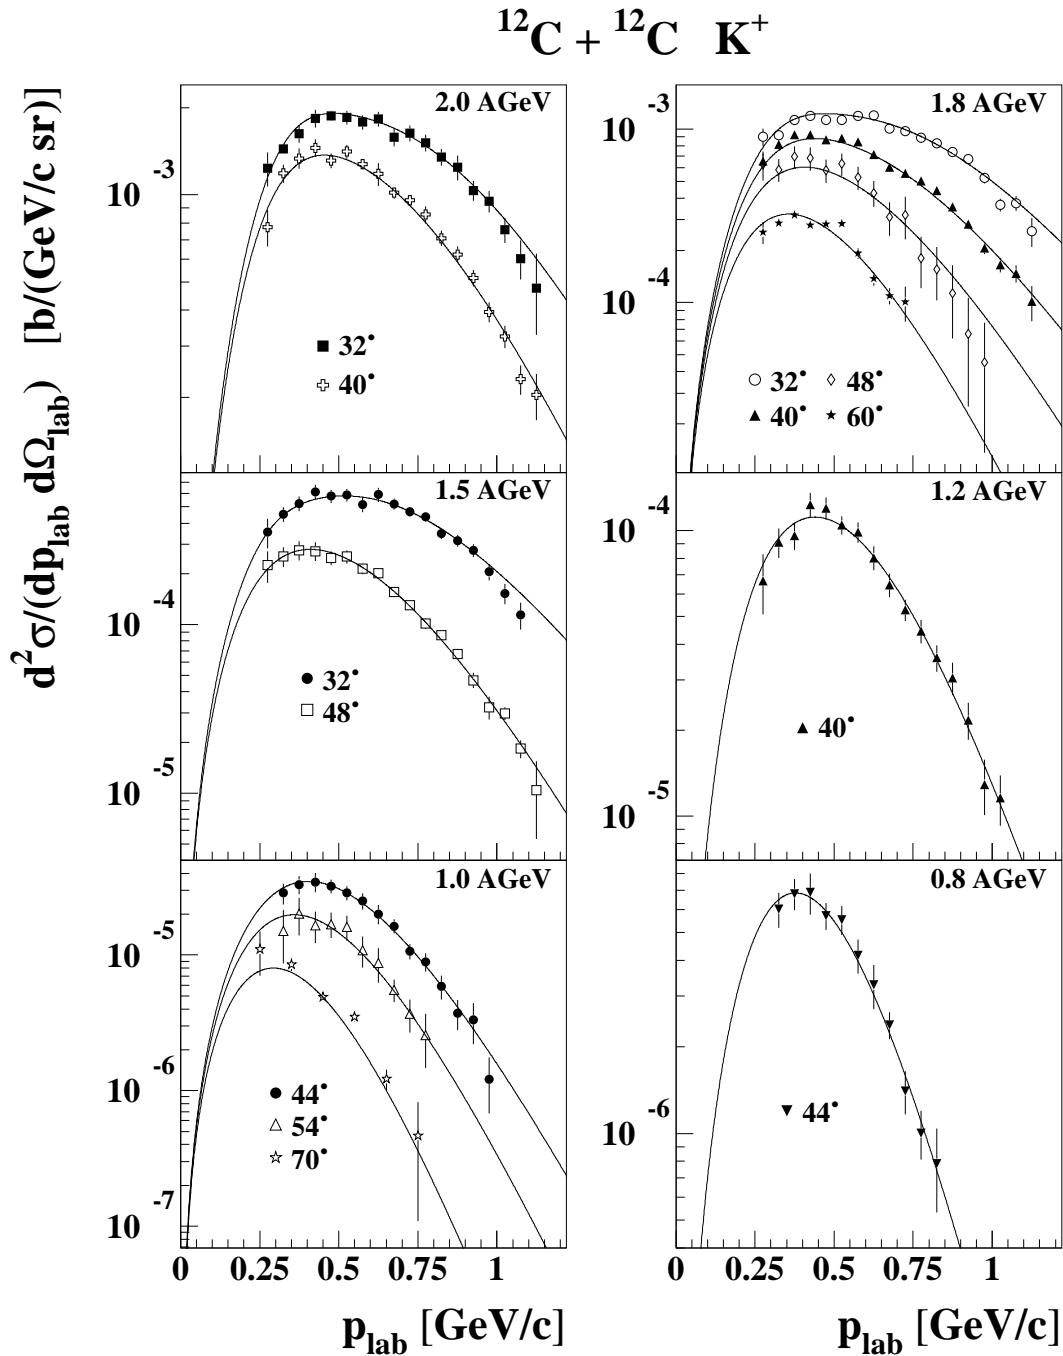 ¹²C + ¹²C K⁺
d²σ/(dp_lab dΩ_lab) [b/(GeV/c sr)]
2.0 AGeV
10⁻³
32•
40•
1.8 AGeV
10⁻³
10⁻⁴
32• 48•
40• 60•
1.5 AGeV
10⁻⁴
10⁻⁵
32•
48•
1.2 AGeV
10⁻⁴
10⁻⁵
40•
1.0 AGeV
10⁻⁵
10⁻⁶
10⁻⁷
44•
54•
70•
0.8 AGeV
10⁻⁶
44•
0 0.25 0.5 0.75 1
0 0.25 0.5 0.75 1
p_lab [GeV/c]
p_lab [GeV/c]